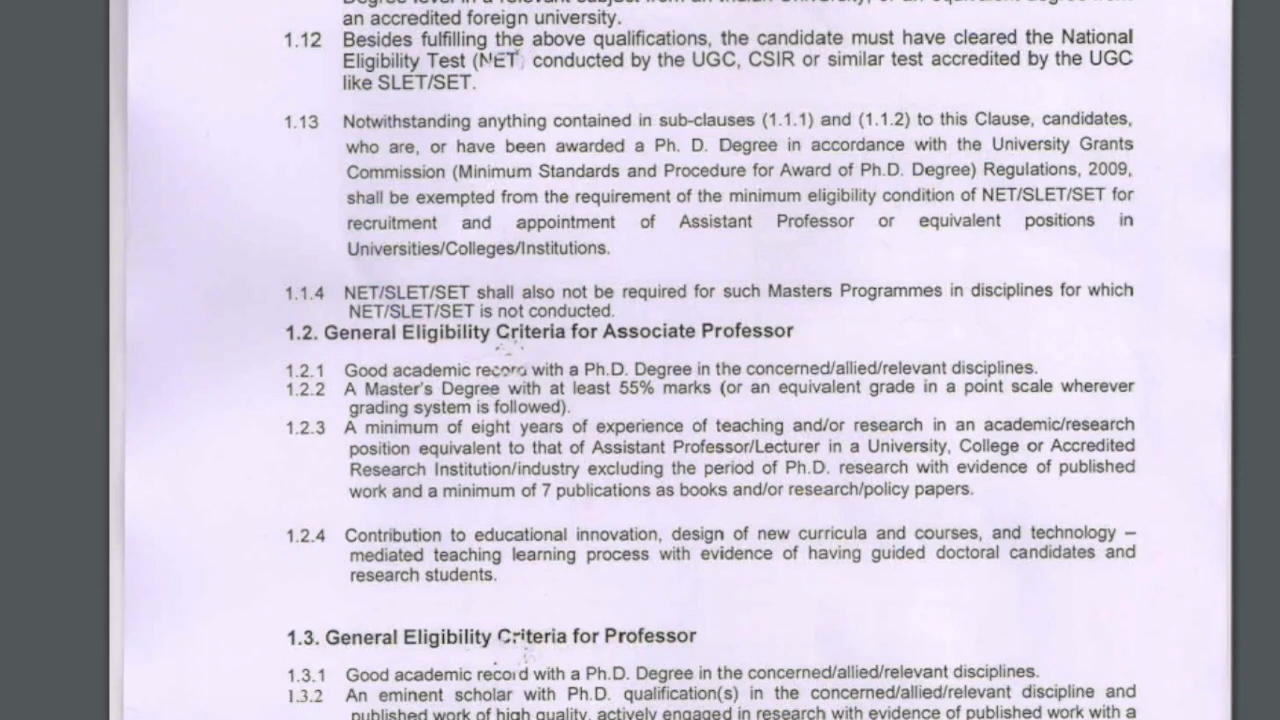 an accredited foreign university.
1.12 Besides fulfilling the above qualifications, the candidate must have cleared the National
Eligibility Test (NET) conducted by the UGC, CSIR or similar test accredited by the UGC
like SLET/SET.
1.13 Notwithstanding anything contained in sub-clauses (1.1.1) and (1.1.2) to this Clause, candidates,
who are, or have been awarded a Ph. D. Degree in accordance with the University Grants
Commission (Minimum Standards and Procedure for Award of Ph.D. Degree) Regulations, 2009,
shall be exempted from the requirement of the minimum eligibility condition of NET/SLET/SET for
recruitment and appointment of Assistant Professor or equivalent positions in
Universities/Colleges/Institutions.
1.1.4 NET/SLET/SET shall also not be required for such Masters Programmes in disciplines for which
NET/SLET/SET is not conducted.
1.2. General Eligibility Criteria for Associate Professor
1.2.1 Good academic record with a Ph.D. Degree in the concerned/allied/relevant disciplines.
1.2.2 A Master's Degree with at least 55% marks (or an equivalent grade in a point scale wherever
grading system is followed).
1.2.3 A minimum of eight years of experience of teaching and/or research in an academic/research
position equivalent to that of Assistant Professor/Lecturer in a University, College or Accredited
Research Institution/industry excluding the period of Ph.D. research with evidence of published
work and a minimum of 7 publications as books and/or research/policy papers.
1.2.4 Contribution to educational innovation, design of new curricula and courses, and technology –
mediated teaching learning process with evidence of having guided doctoral candidates and
research students.
1.3. General Eligibility Criteria for Professor
1.3.1 Good academic record with a Ph.D. Degree in the concerned/allied/relevant disciplines.
1.3.2 An eminent scholar with Ph.D. qualification(s) in the concerned/allied/relevant discipline and
published work of high quality, actively engaged in research with evidence of published work with a